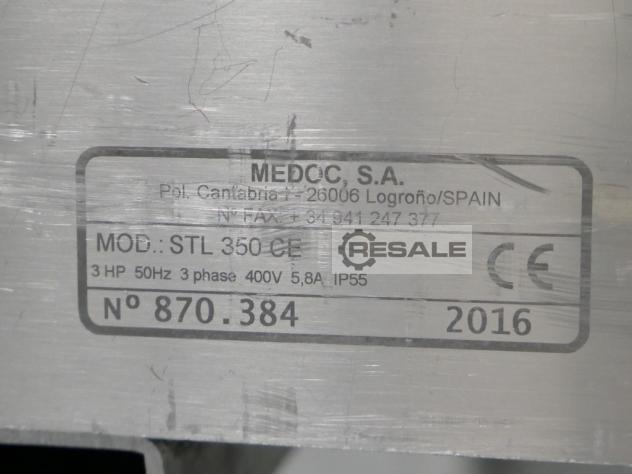 MEDOC, S.A.
Pol. Cantabria I - 26006 Logroño/SPAIN
Nº FAX: + 34 941 247 377
MOD.: STL 350 CE
RESALE
CE
3 HP 50Hz 3 phase 400V 5,8A IP55
Nº 870.384 2016